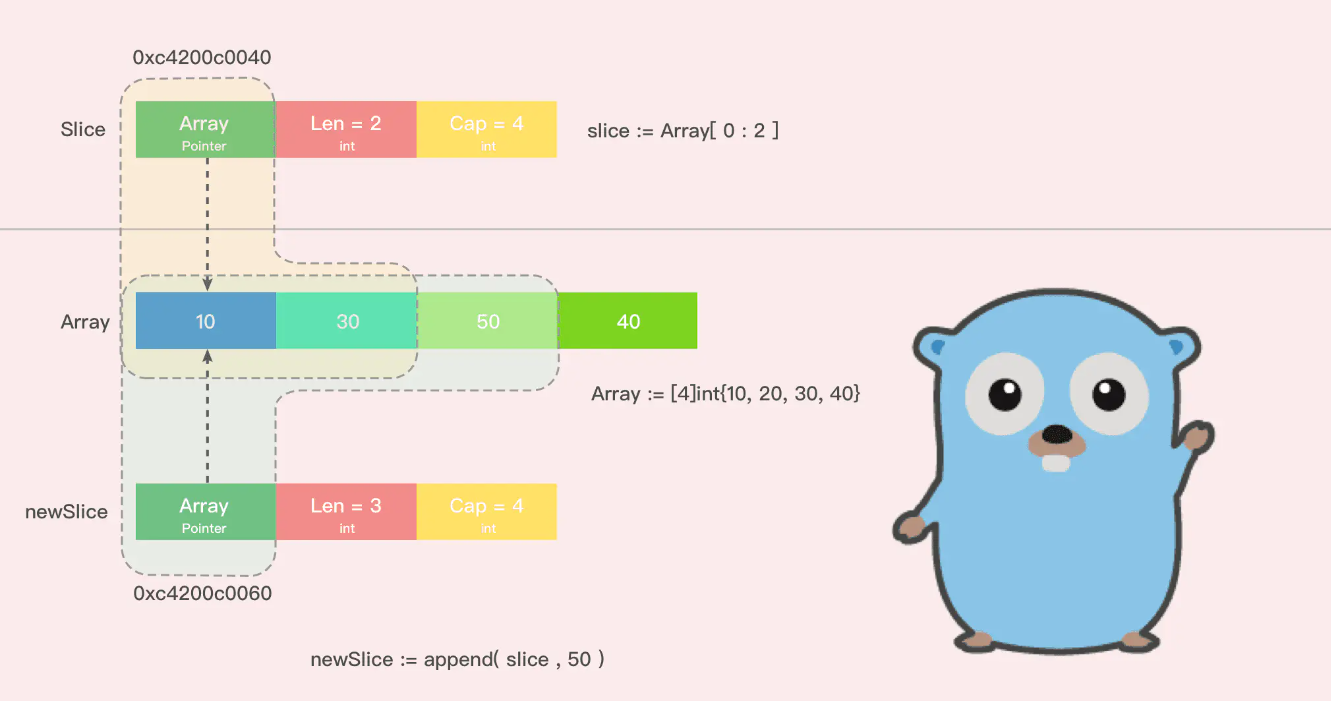 0xc4200c0040
Slice
Array
Pointer
Len = 2
int
Cap = 4
int
slice := Array[ 0 : 2 ]
Array
10
30
50
40
Array := [4]int{10, 20, 30, 40}
newSlice
Array
Pointer
Len = 3
int
Cap = 4
int
0xc4200c0060
newSlice := append( slice , 50 )